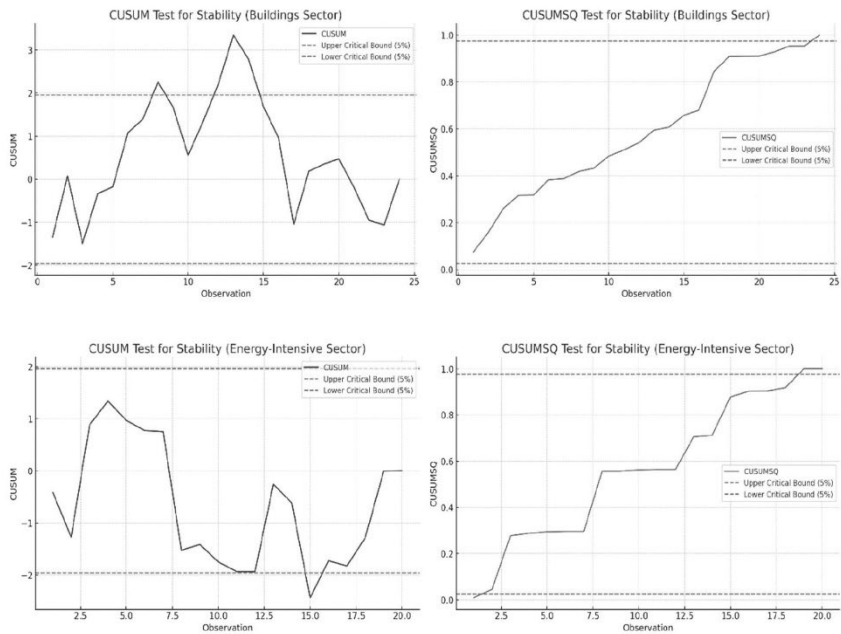 CUSUM Test for Stability (Buildings Sector)
CUSUM
Upper Critical Bound (5%)
Lower Critical Bound (5%)
3
2
1
0
−1
−2
CUSUM
0
5
10
15
20
25
Observation
CUSUMSQ Test for Stability (Buildings Sector)
1.0
0.8
0.6
0.4
0.2
0.0
CUSUMSQ
CUSUMSQ
Upper Critical Bound (5%)
Lower Critical Bound (5%)
0
5
10
15
20
25
Observation
CUSUM Test for Stability (Energy-Intensive Sector)
CUSUM
Upper Critical Bound (5%)
Lower Critical Bound (5%)
2
1
0
−1
−2
CUSUM
2.5
5.0
7.5
10.0
12.5
15.0
17.5
20.0
Observation
CUSUMSQ Test for Stability (Energy-Intensive Sector)
1.0
0.8
0.6
0.4
0.2
0.0
CUSUMSQ
CUSUMSQ
Upper Critical Bound (5%)
Lower Critical Bound (5%)
2.5
5.0
7.5
10.0
12.5
15.0
17.5
20.0
Observation